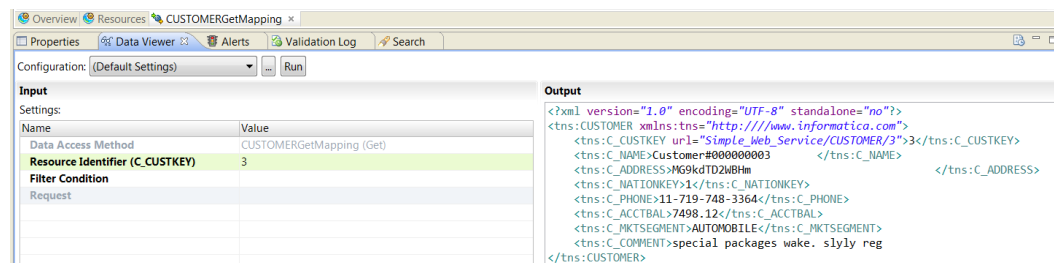 Overview Resources CUSTOMERGetMapping
Properties Data Viewer Alerts Validation Log Search
Configuration: (Default Settings) ... Run
Input
Settings:
Name Value
Data Access Method CUSTOMERGetMapping (Get)
Resource Identifier (C_CUSTKEY) 3
Filter Condition
Request
Output
<?xml version="1.0" encoding="UTF-8" standalone="no"?>
<tns:CUSTOMER xmlns:tns="http:////www.informatica.com">
<tns:C_CUSTKEY url="Simple_Web_Service/CUSTOMER/3">3</tns:C_CUSTKEY>
<tns:C_NAME>Customer#000000003 </tns:C_NAME>
<tns:C_ADDRESS>MG9kdTD2WBHm </tns:C_ADDRESS>
<tns:C_NATIONKEY>1</tns:C_NATIONKEY>
<tns:C_PHONE>11-719-748-3364</tns:C_PHONE>
<tns:C_ACCTBAL>7498.12</tns:C_ACCTBAL>
<tns:C_MKTSEGMENT>AUTOMOBILE</tns:C_MKTSEGMENT>
<tns:C_COMMENT>special packages wake. slyly reg
</tns:CUSTOMER>